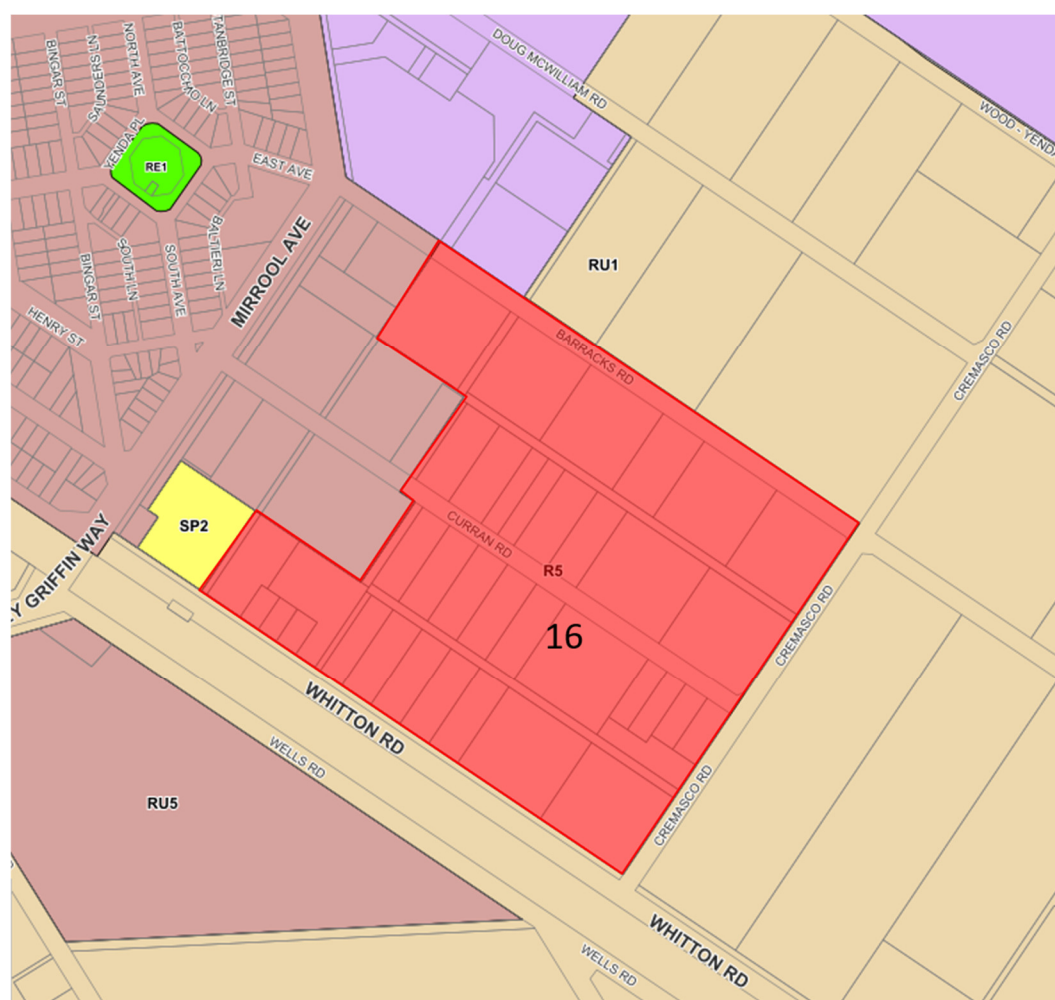 DOUG MCWILLIAM RD
WOOD - YENDA
BINGAR ST
SAUNDERS LN
NORTH AVE
BATTOCCHIO LN
STANBRIDGE ST
YENDA PL
RE1
EAST AVE
MIRROOL AVE
BALTIERI LN
SOUTH AVE
SOUTH LN
BINGAR ST
HENRY ST
RU1
BARRACKS RD
CREMASCO RD
SP2
Y GRIFFIN WAY
CURRAN RD
R5
16
CREMASCO RD
WHITTON RD
WELLS RD
RU5
CREMASCO RD
WHITTON RD
WELLS RD